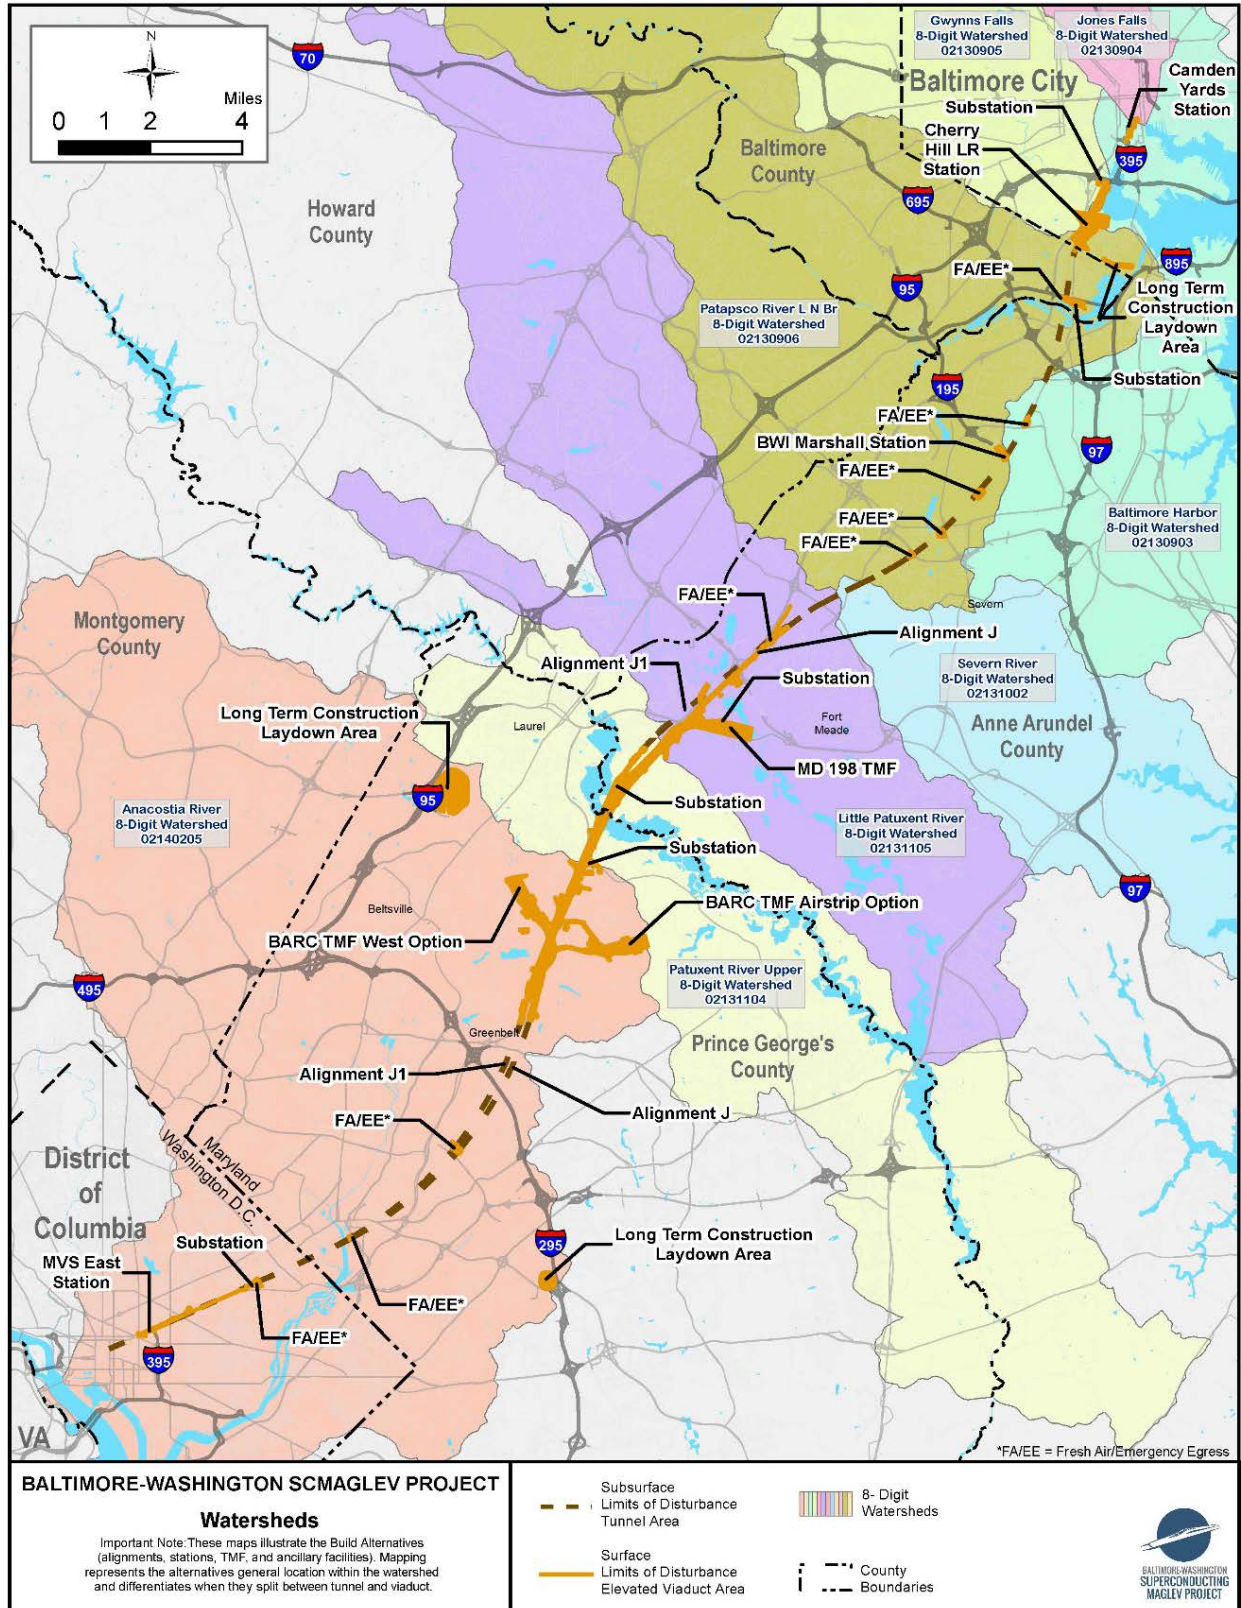 N
Miles
0 1 2 4
70
Gwynns Falls
8-Digit Watershed
02130905
Jones Falls
8-Digit Watershed
02130904
Baltimore City
Camden
Yards
Station
Substation
Cherry
Hill LR
Station
395
Baltimore
County
695
Howard
County
FA/EE*
895
95
Long Term
Construction
Laydown
Area
Patapsco River L N Br
8-Digit Watershed
02130906
Substation
195
FA/EE*
BWI Marshall Station
97
FA/EE*
Baltimore Harbor
8-Digit Watershed
02130903
FA/EE*
FA/EE*
FA/EE*
Severn
Montgomery
County
Alignment J
Alignment J1
Severn River
8-Digit Watershed
02131002
Substation
Long Term Construction
Laydown Area
Laurel
Fort
Meade
Anne Arundel
County
MD 198 TMF
95
Substation
Anacostia River
8-Digit Watershed
02140205
Little Patuxent River
8-Digit Watershed
02131105
Substation
97
BARC TMF Airstrip Option
Beltsville
BARC TMF West Option
Patuxent River Upper
8-Digit Watershed
02131104
495
Greenbelt
Prince George's
County
Alignment J1
Alignment J
FA/EE*
District
of
Columbia
Maryland
Washington D.C.
Substation
295
Long Term Construction
Laydown Area
MVS East
Station
FA/EE*
FA/EE*
395
VA
*FA/EE = Fresh Air/Emergency Egress
BALTIMORE-WASHINGTON SCMAGLEV PROJECT
Watersheds
Important Note:These maps illustrate the Build Alternatives
(alignments, stations, TMF, and ancillary facilities). Mapping
represents the alternatives general location within the watershed
and differentiates when they split between tunnel and viaduct.
Subsurface
Limits of Disturbance
Tunnel Area
8- Digit
Watersheds
Surface
Limits of Disturbance
Elevated Viaduct Area
County
Boundaries
BALTIMORE-WASHINGTON
SUPERCONDUCTING
MAGLEV PROJECT